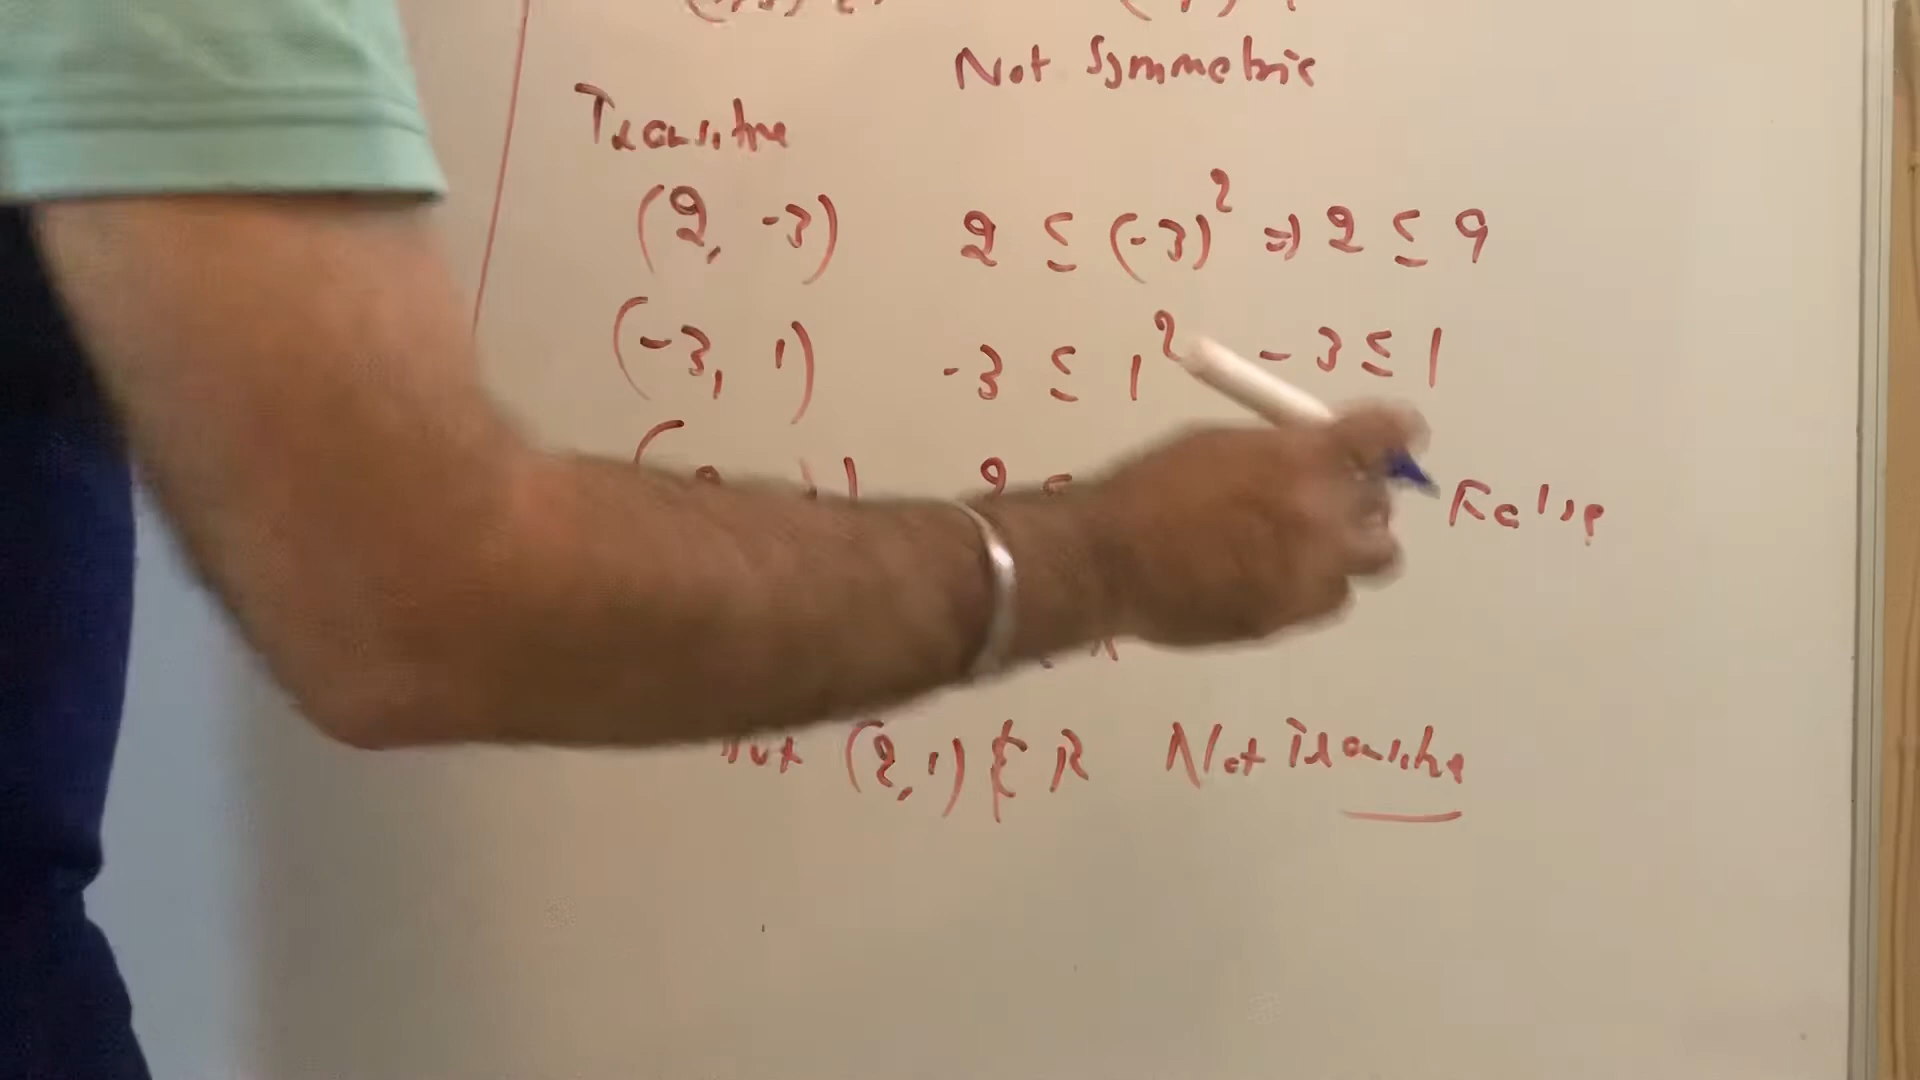 Not Symmetric
Transitive
(2, -3) 2 ≤ (-3)² ⇒ 2 ≤ 9
(-3, 1) -3 ≤ 1² -3 ≤ 1
2 ≤ False
but (2,1) ∉ R Not Transitive